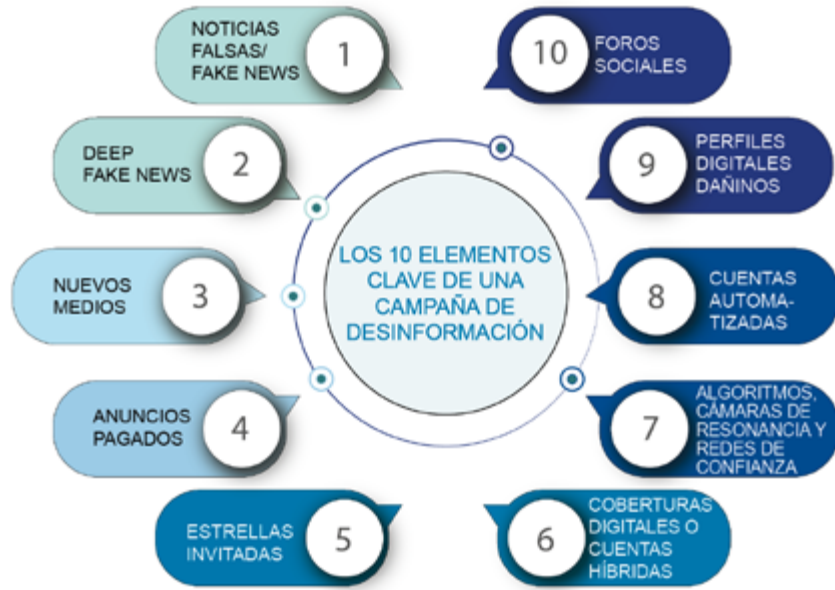 LOS 10 ELEMENTOS
CLAVE DE UNA
CAMPAÑA DE
DESINFORMACIÓN
NOTICIAS
FALSAS/
FAKE NEWS
1
DEEP
FAKE NEWS
2
NUEVOS
MEDIOS
3
ANUNCIOS
PAGADOS
4
ESTRELLAS
INVITADAS
5
6
COBERTURAS
DIGITALES O
CUENTAS
HÍBRIDAS
7
ALGORITMOS,
CÁMARAS DE
RESONANCIA Y
REDES DE
CONFIANZA
8
CUENTAS
AUTOMA-
TIZADAS
9
PERFILES
DIGITALES
DAÑINOS
10
FOROS
SOCIALES